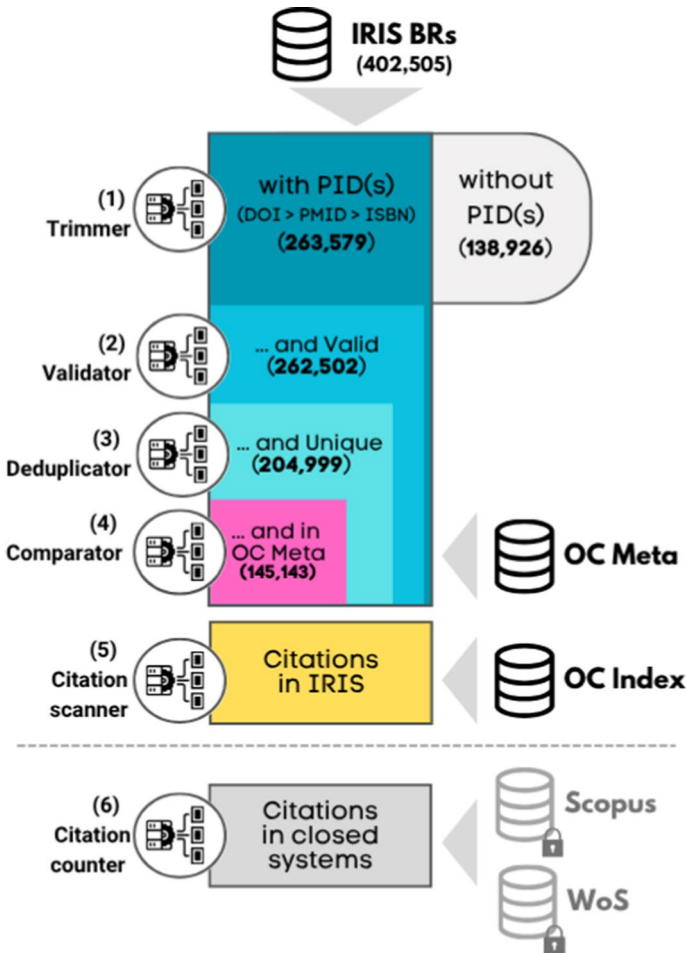 IRIS BRs
(402,505)
(1)
Trimmer
with PID(s)
(DOI > PMID > ISBN)
(263,579)
without
PID(s)
(138,926)
(2)
Validator
... and Valid
(262,502)
(3)
Deduplicator
... and Unique
(204,999)
(4)
Comparator
... and in
OC Meta
(145,143)
OC Meta
(5)
Citation
scanner
Citations
in IRIS
OC Index
(6)
Citation
counter
Citations
in closed
systems
Scopus
WoS